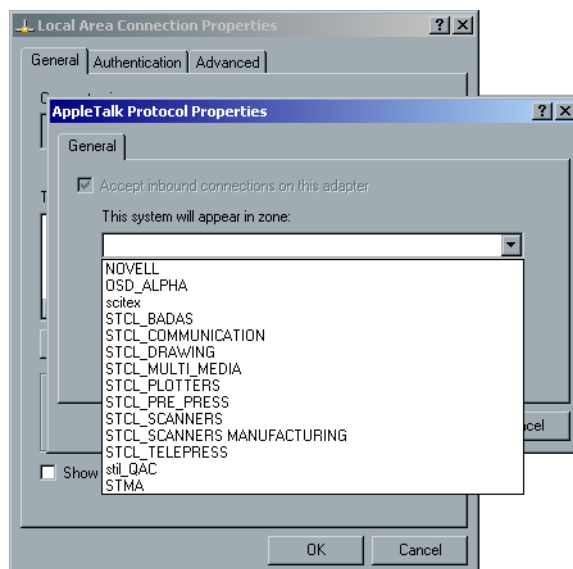 Local Area Connection Properties
General Authentication Advanced
AppleTalk Protocol Properties
General
Accept inbound connections on this adapter
This system will appear in zone:
NOVELL
OSD_ALPHA
scitex
STCL_BADAS
STCL_COMMUNICATION
STCL_DRAWING
STCL_MULTI_MEDIA
STCL_PLOTTERS
STCL_PRE_PRESS
STCL_SCANNERS
STCL_SCANNERS MANUFACTURING
STCL_TELEPRESS
stil_QAC
STMA
Show
OK Cancel